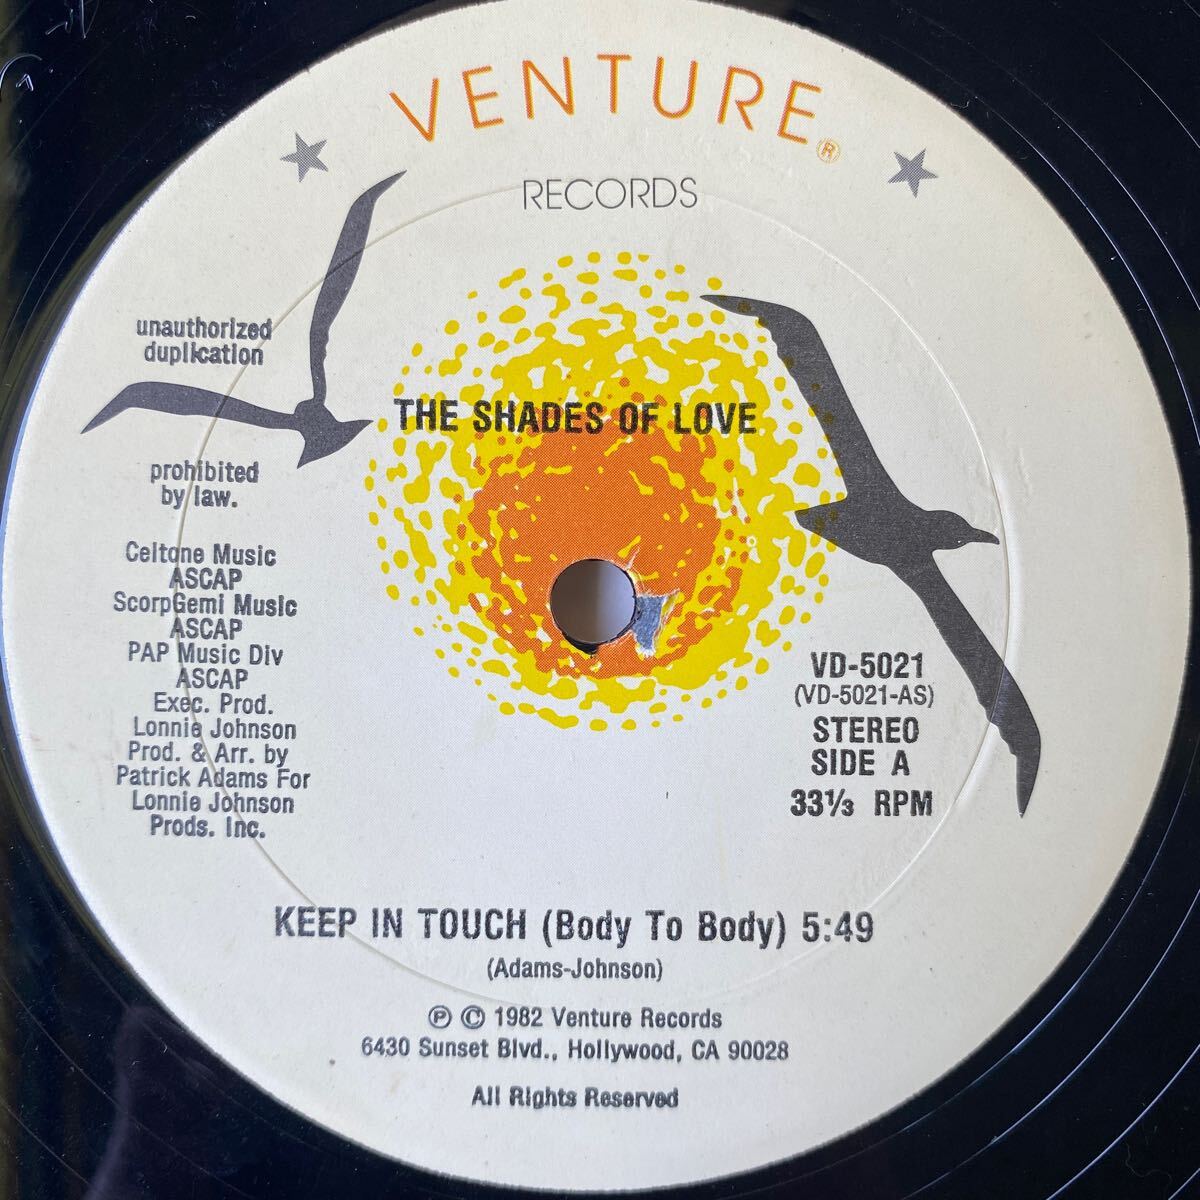 VENTURE®
RECORDS
unauthorized
duplication
THE SHADES OF LOVE
prohibited
by law.
Celtone Music
ASCAP
ScorpGemi Music
ASCAP
PAP Music Div
ASCAP
Exec. Prod.
Lonnie Johnson
Prod. & Arr. by
Patrick Adams For
Lonnie Johnson
Prods. Inc.
VD-5021
(VD-5021-AS)
STEREO
SIDE A
33⅓ RPM
KEEP IN TOUCH (Body To Body) 5:49
(Adams-Johnson)
℗ © 1982 Venture Records
6430 Sunset Blvd., Hollywood, CA 90028
All Rights Reserved